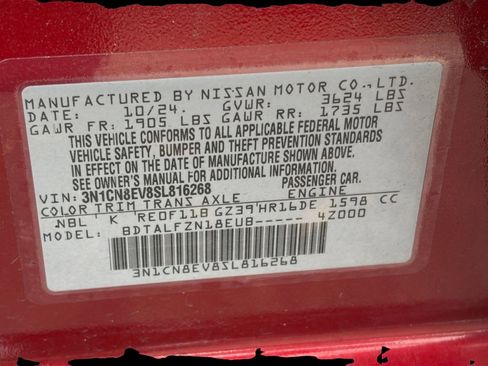 MANUFACTURED BY NISSAN MOTOR CO., LTD.
DATE: 10/24. GVWR: 3624 LBS
GAWR FR: 1905 LBS GAWR RR: 1735 LBS
THIS VEHICLE CONFORMS TO ALL APPLICABLE FEDERAL MOTOR
VEHICLE SAFETY, BUMPER AND THEFT PREVENTION STANDARDS
IN EFFECT ON THE DATE OF MANUFACTURE SHOWN ABOVE.
SEE OWNER'S MANUAL FOR ADDITIONAL INFORMATION.
VIN: 3N1CN8EV8SL816268 PASSENGER CAR.
COLOR TRIM TRANS AXLE ENGINE
NBL K RE0F11B GZ39 HR16DE 1598 CC
MODEL: BDTALFZN18EUB----- 4Z000
3N1CN8EV8SL816268